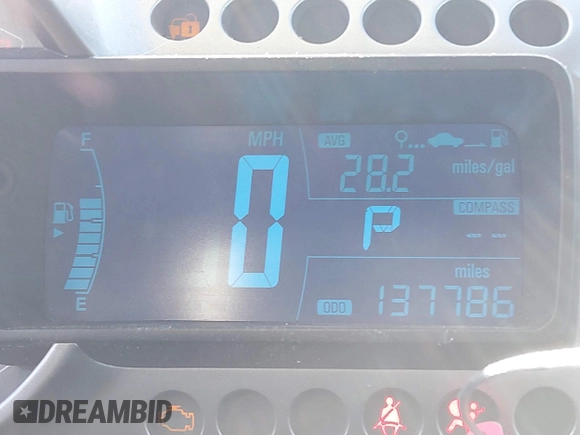 F
MPH
AVG
28.2 miles/gal
0
P
COMPASS
--
E
miles
ODO 137786
DREAMBID